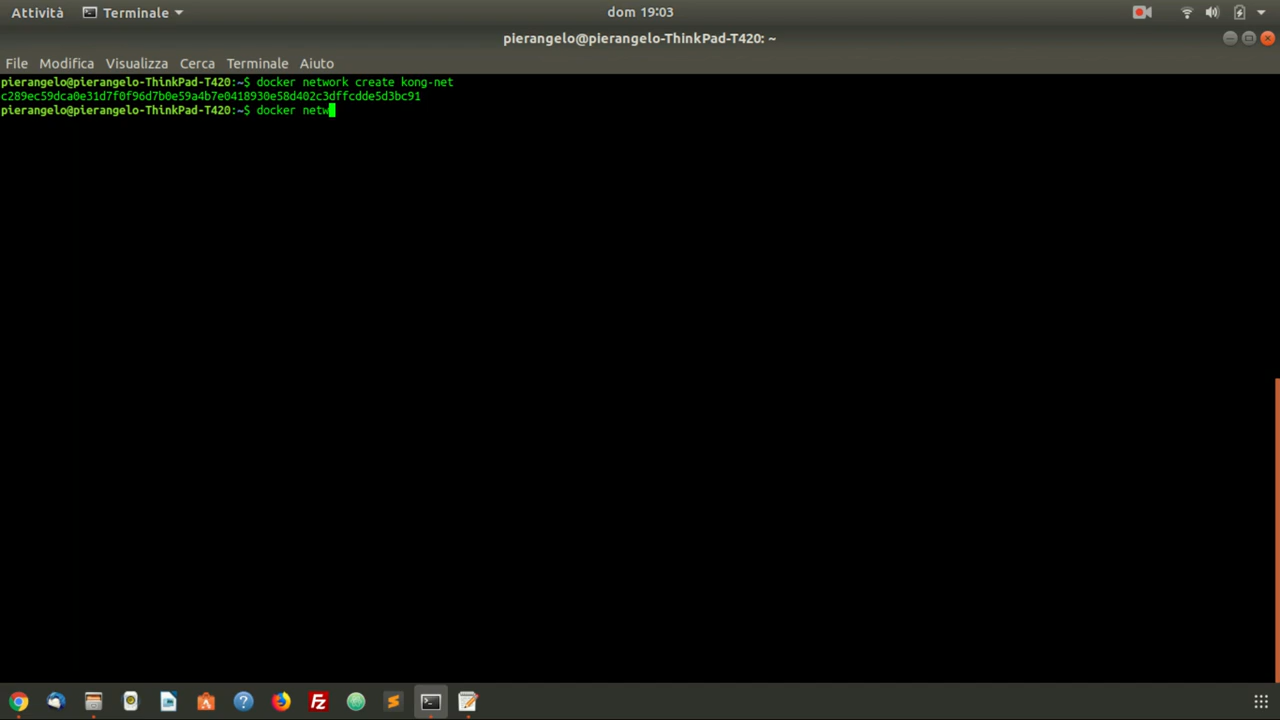 Attività Terminale dom 19:03
pierangelo@pierangelo-ThinkPad-T420: ~
File Modifica Visualizza Cerca Terminale Aiuto
pierangelo@pierangelo-ThinkPad-T420:~$ docker network create kong-net
c289ec59dca0e31d7f0f96d7b0e59a4b7e0418930e58d402c3dffcdde5d3bc91
pierangelo@pierangelo-ThinkPad-T420:~$ docker netw